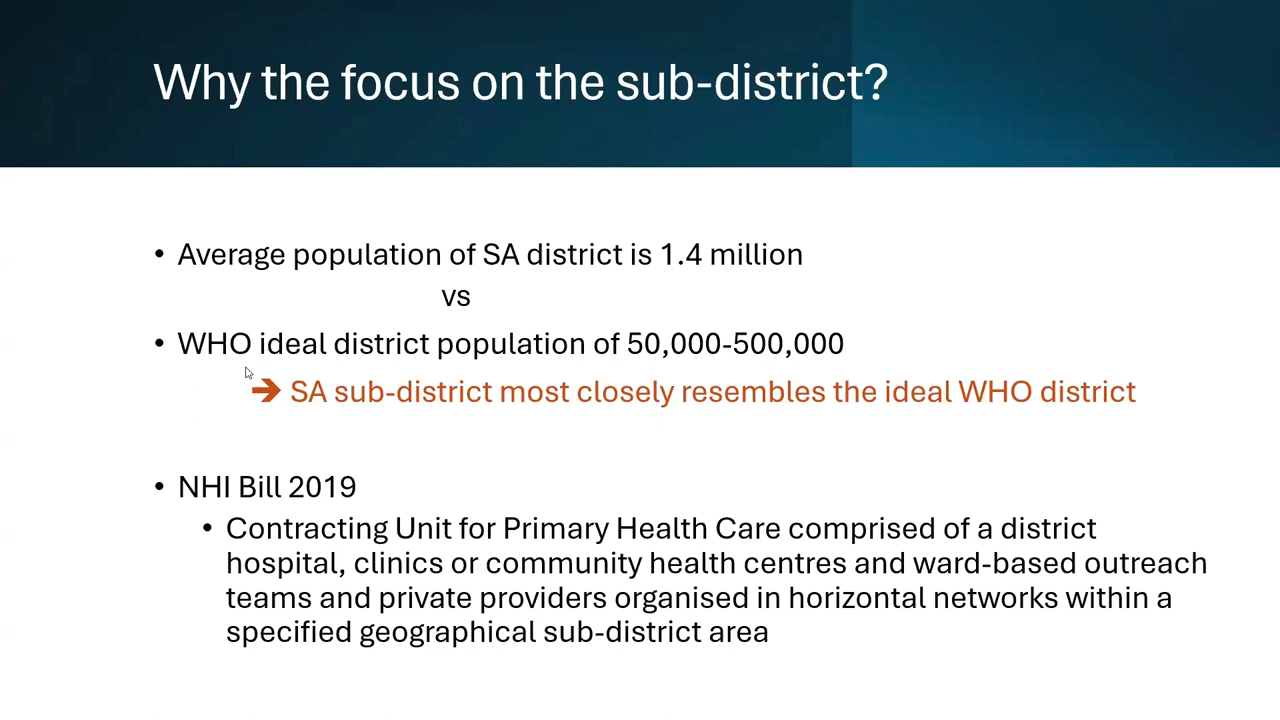 Why the focus on the sub-district?
• Average population of SA district is 1.4 million
vs
• WHO ideal district population of 50,000-500,000
➔ SA sub-district most closely resembles the ideal WHO district
• NHI Bill 2019
• Contracting Unit for Primary Health Care comprised of a district
hospital, clinics or community health centres and ward-based outreach
teams and private providers organised in horizontal networks within a
specified geographical sub-district area